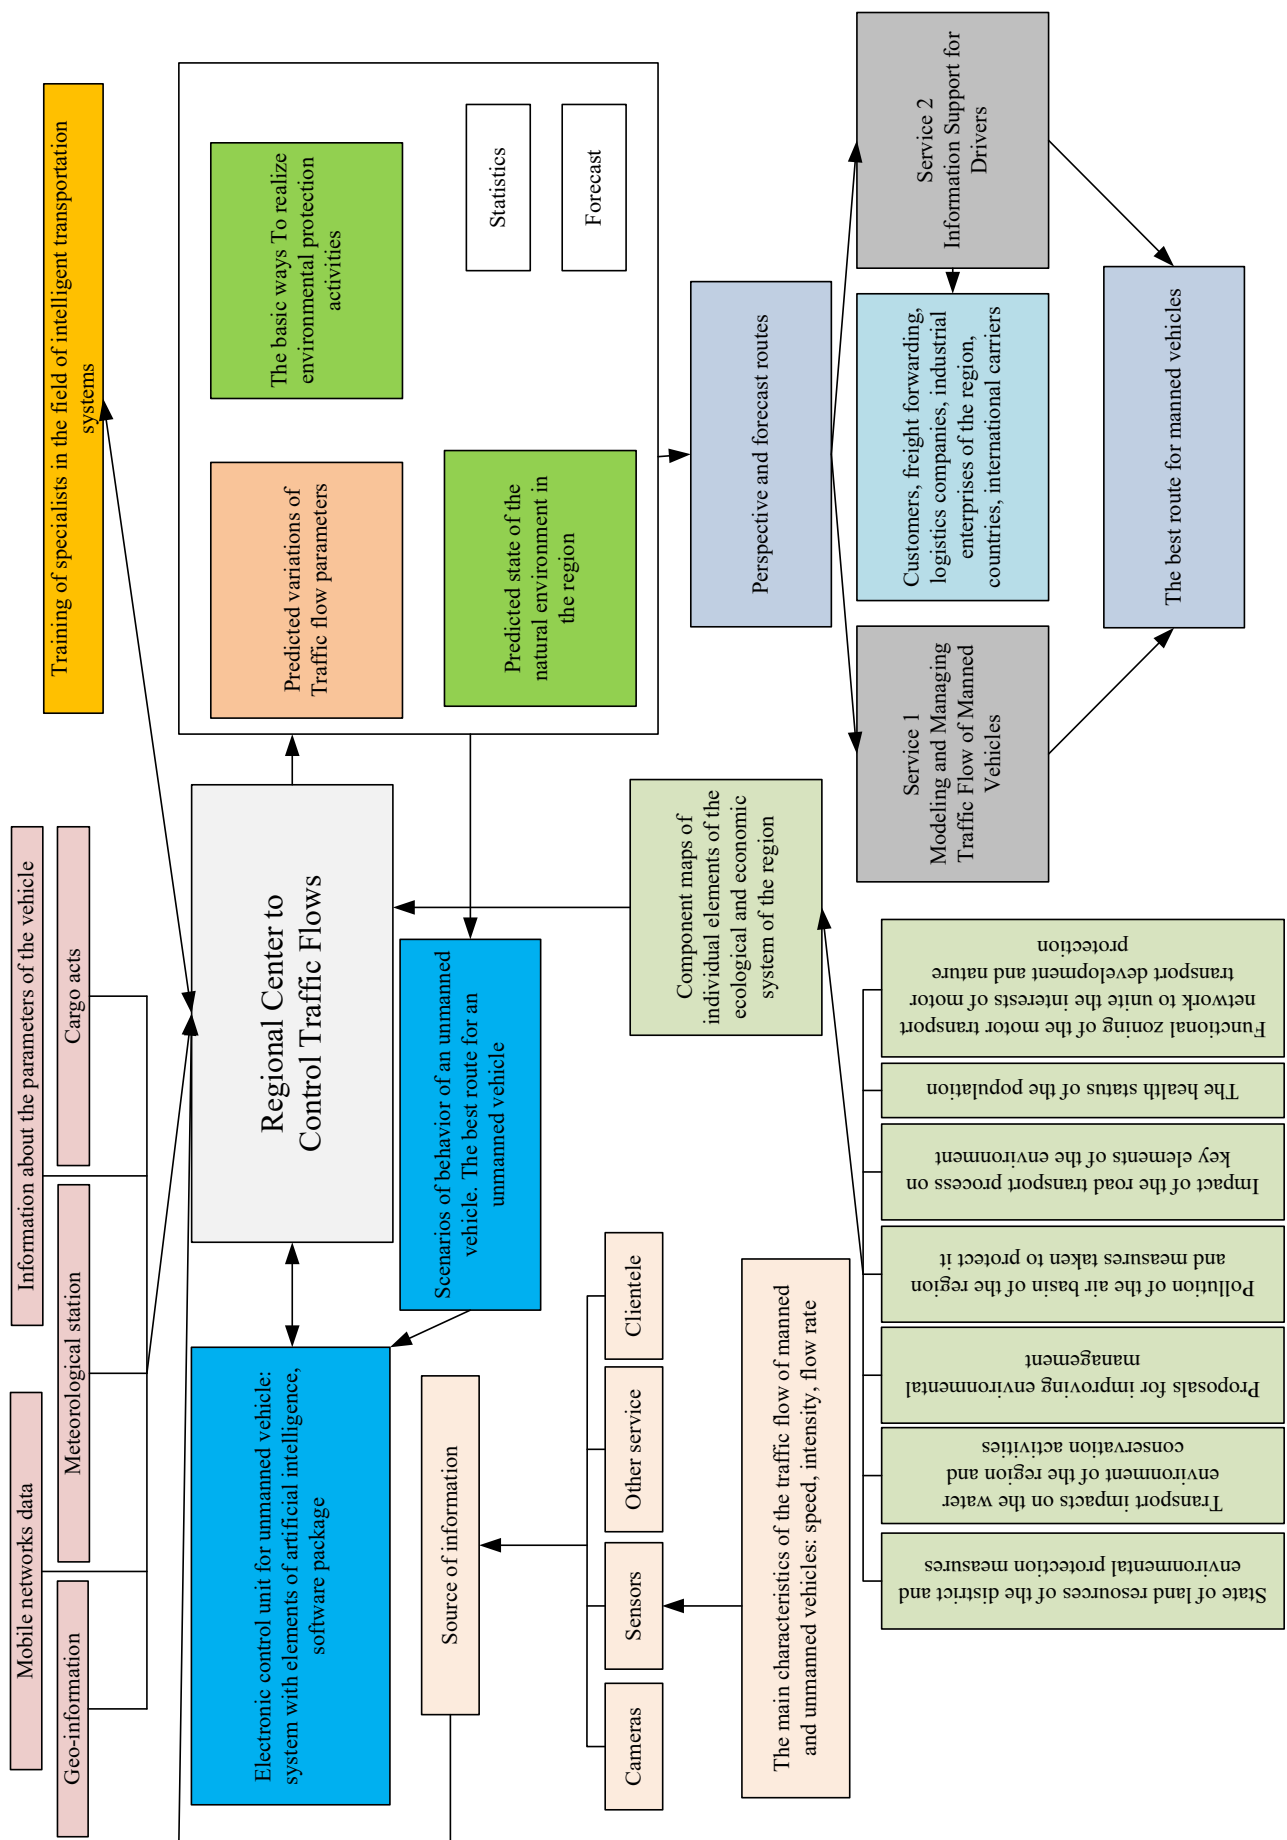 Mobile networks data
Information about the parameters of the vehicle
Geo-information
Meteorological station
Cargo acts
Training of specialists in the field of intelligent transportation
systems
Electronic control unit for unmanned vehicle:
system with elements of artificial intelligence,
software package
Regional Center to
Control Traffic Flows
Predicted variations of
Traffic flow parameters
The basic ways To realize
environmental protection
activities
Predicted state of the
natural environment in
the region
Statistics
Forecast
Scenarios of behavior of an unmanned
vehicle. The best route for an
unmanned vehicle
Source of information
Cameras
Sensors
Other service
Clientele
Component maps of
individual elements of the
ecological and economic
system of the region
Perspective and forecast routes
The main characteristics of the traffic flow of manned
and unmanned vehicles: speed, intensity, flow rate
Service 1
Modeling and Managing
Traffic Flow of Manned
Vehicles
Customers, freight forwarding,
logistics companies, industrial
enterprises of the region,
countries, international carriers
Service 2
Information Support for
Drivers
The best route for manned vehicles
State of land resources of the district and
environmental protection measures
Transport impacts on the water
environment of the region and
conservation activities
Proposals for improving environmental
management
Pollution of the air basin of the region
and measures taken to protect it
Impact of the road transport process on
key elements of the environment
The health status of the population
Functional zoning of the motor transport
network to unite the interests of motor
transport development and nature
protection